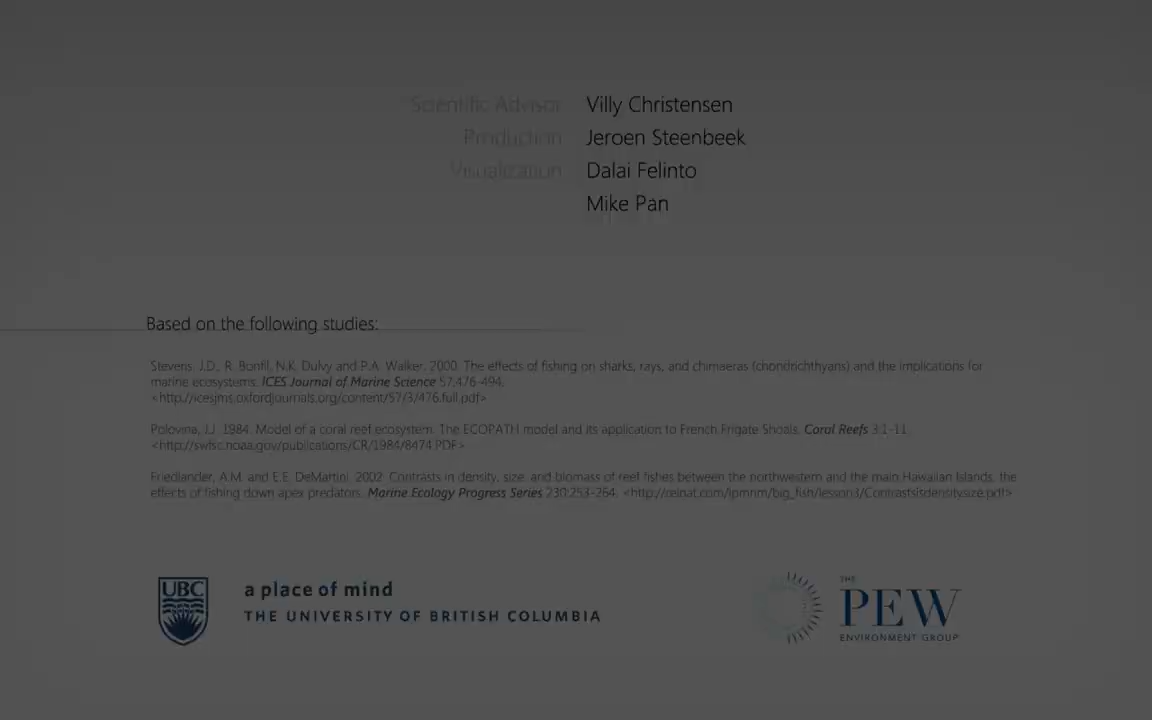 Scientific Advisor Villy Christensen
Production Jeroen Steenbeek
Visualization Dalai Felinto
Mike Pan
Based on the following studies:
Stevens, J.D., R. Bonfil, N.K. Dulvy and P.A. Walker. 2000. The effects of fishing on sharks, rays, and chimaeras (chondrichthyans) and the implications for
marine ecosystems. ICES Journal of Marine Science 57:476-494.
<http://icesjms.oxfordjournals.org/content/57/3/476.full.pdf>
Polovina, J.J. 1984. Model of a coral reef ecosystem. The ECOPATH model and its application to French Frigate Shoals. Coral Reefs 3:1-11.
<http://swfsc.noaa.gov/publications/CR/1984/8474.PDF>
Friedlander, A.M. and E.E. DeMartini. 2002. Contrasts in density, size, and biomass of reef fishes between the northwestern and the main Hawaiian Islands: the
effects of fishing down apex predators. Marine Ecology Progress Series 230:253-264.
UBC a place of mind
THE UNIVERSITY OF BRITISH COLUMBIA
THE
PEW
ENVIRONMENT GROUP